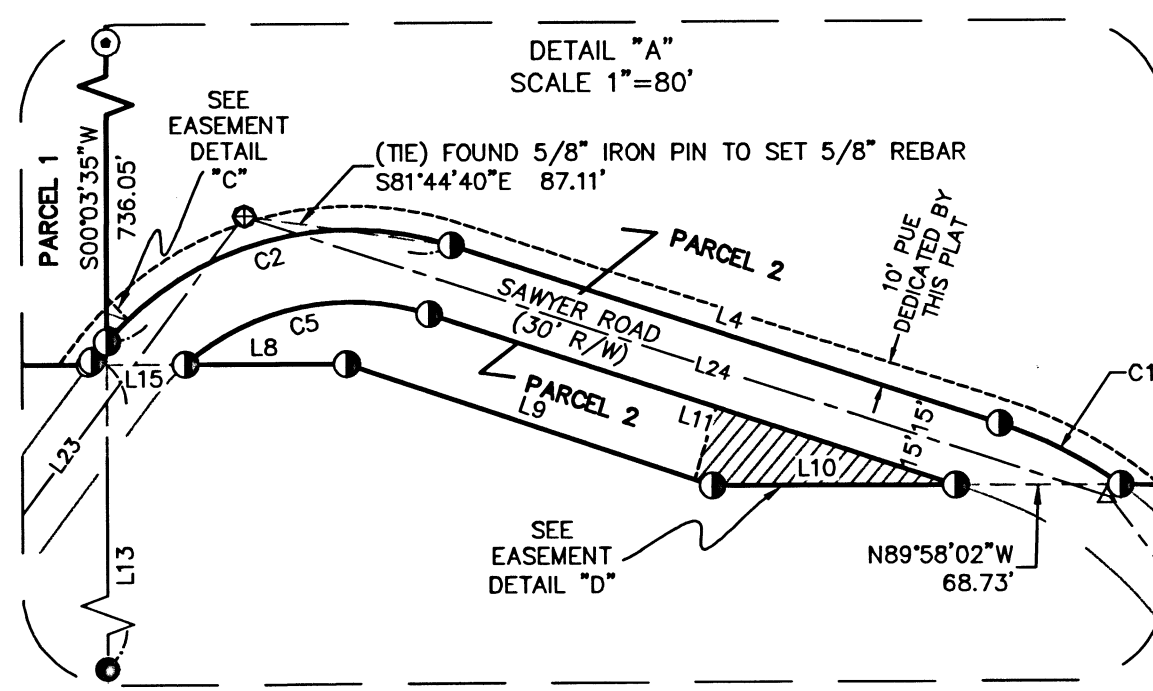 DETAIL "A"
SCALE 1"=80'
SEE
EASEMENT
DETAIL
"C"
(TIE) FOUND 5/8" IRON PIN TO SET 5/8" REBAR
S81°44'40"E 87.11'
PARCEL 1
S00°03'35"W
736.05'
10' PUE
DEDICATED BY
THIS PLAT
PARCEL 2
C2
SAWYER ROAD
(30' R/W)
L4
C5
L8
L24
C1
L15
PARCEL 2
L9
L11
15'
15'
L10
L23
SEE
EASEMENT
DETAIL "D"
N89°58'02"W
68.73'
L13